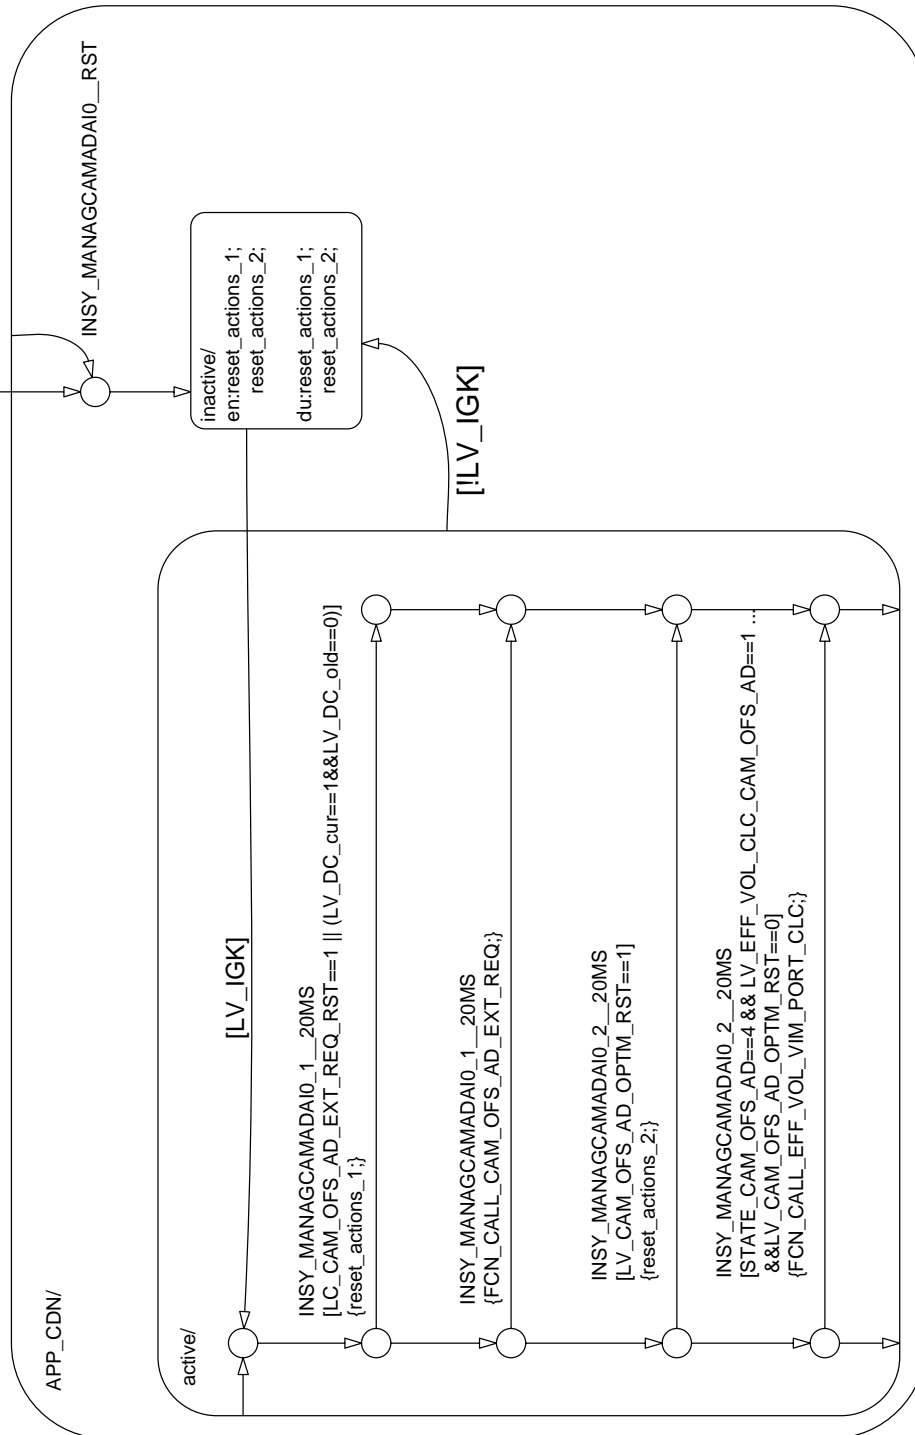 APP_CDN/
INSY_MANAGCAMADAI0__RST
inactive/
en:reset_actions_1;
reset_actions_2;
du:reset_actions_1;
reset_actions_2;
[LV_IGK]
[!LV_IGK]
active/
INSY_MANAGCAMADAI0_1__20MS
[LC_CAM_OFS_AD_EXT_REQ_RST==1 || (LV_DC_cur==1&&LV_DC_old==0)]
{reset_actions_1;}
INSY_MANAGCAMADAI0_1__20MS
{FCN_CALL_CAM_OFS_AD_EXT_REQ;}
INSY_MANAGCAMADAI0_2__20MS
[LV_CAM_OFS_AD_OPTM_RST==1]
{reset_actions_2;}
INSY_MANAGCAMADAI0_2__20MS
[STATE_CAM_OFS_AD==4 && LV_EFF_VOL_CLC_CAM_OFS_AD==1 ...
&&LV_CAM_OFS_AD_OPTM_RST==0]
{FCN_CALL_EFF_VOL_VIM_PORT_CLC;}